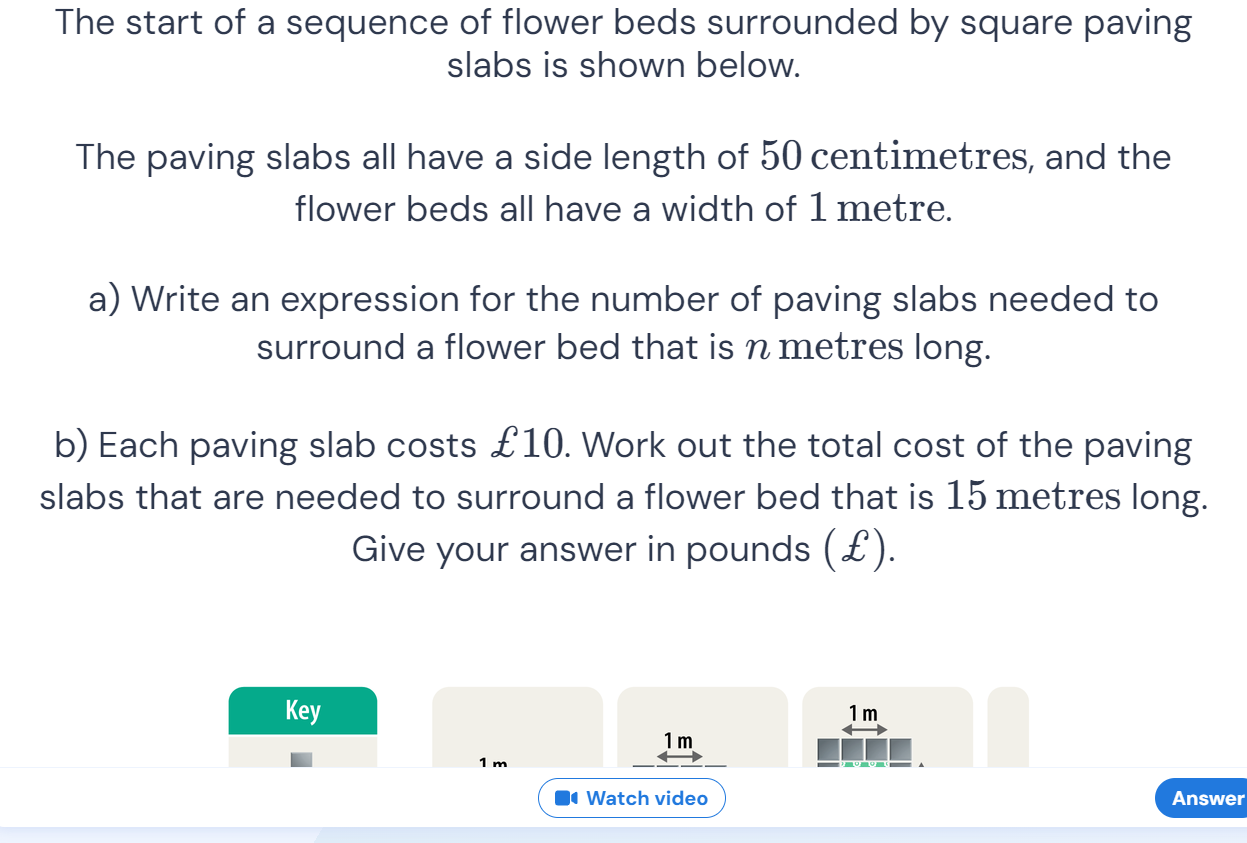 The start of a sequence of flower beds surrounded by square paving
slabs is shown below.
The paving slabs all have a side length of 50 centimetres, and the
flower beds all have a width of 1 metre.
a) Write an expression for the number of paving slabs needed to
surround a flower bed that is n metres long.
b) Each paving slab costs £10. Work out the total cost of the paving
slabs that are needed to surround a flower bed that is 15 metres long.
Give your answer in pounds (£).
Key
1 m
1 m
1 m
Watch video
Answer